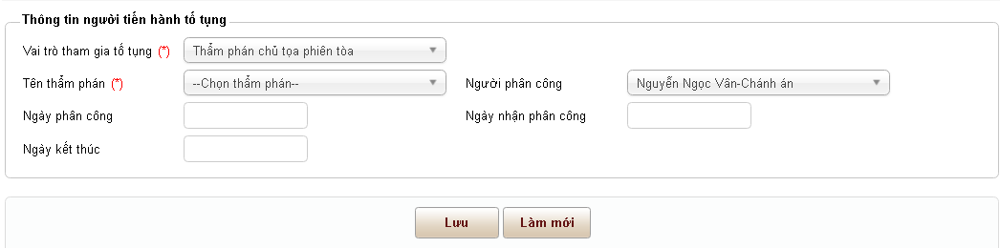 Thông tin người tiến hành tố tụng
Vai trò tham gia tố tụng (*) Thẩm phán chủ tọa phiên tòa
Tên thẩm phán (*) --Chọn thẩm phán-- Người phân công Nguyễn Ngọc Vân-Chánh án
Ngày phân công Ngày nhận phân công
Ngày kết thúc
Lưu Làm mới